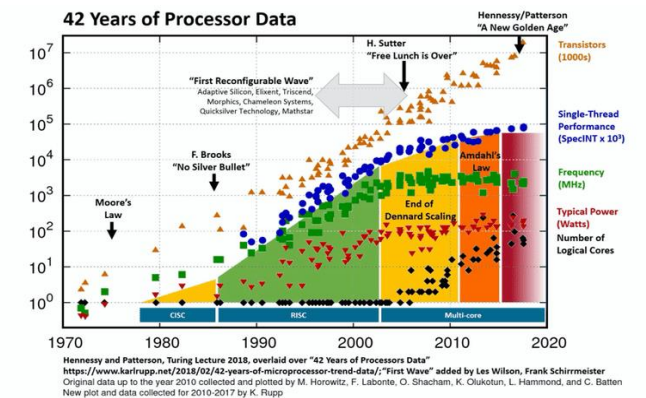 42 Years of Processor Data
Hennessy/Patterson
“A New Golden Age”
H. Sutter
“Free Lunch is Over”
“First Reconfigurable Wave”
Adaptive Silicon, Elixent, Triscend,
Morphics, Chameleon Systems,
Quicksilver Technology, Mathstar
F. Brooks
“No Silver Bullet”
Moore’s
Law
10⁷
10⁶
10⁵
10⁴
10³
10²
10¹
10⁰
Transistors
(1000s)
Single-Thread
Performance
(SpecINT x 10³)
Frequency
(MHz)
Typical Power
(Watts)
Number of
Logical Cores
Amdahl’s
Law
End of
Dennard Scaling
CISC
RISC
Multi-core
1970
1980
1990
2000
2010
2020
Hennessy and Patterson, Turing Lecture 2018, overlaid over “42 Years of Processors Data”
https://www.karlrupp.net/2018/02/42-years-of-microprocessor-trend-data/; “First Wave” added by Les Wilson, Frank Schirrmeister
Original data up to the year 2010 collected and plotted by M. Horowitz, F. Labonte, O. Shacham, K. Olukotun, L. Hammond, and C. Batten
New plot and data collected for 2010-2017 by K. Rupp